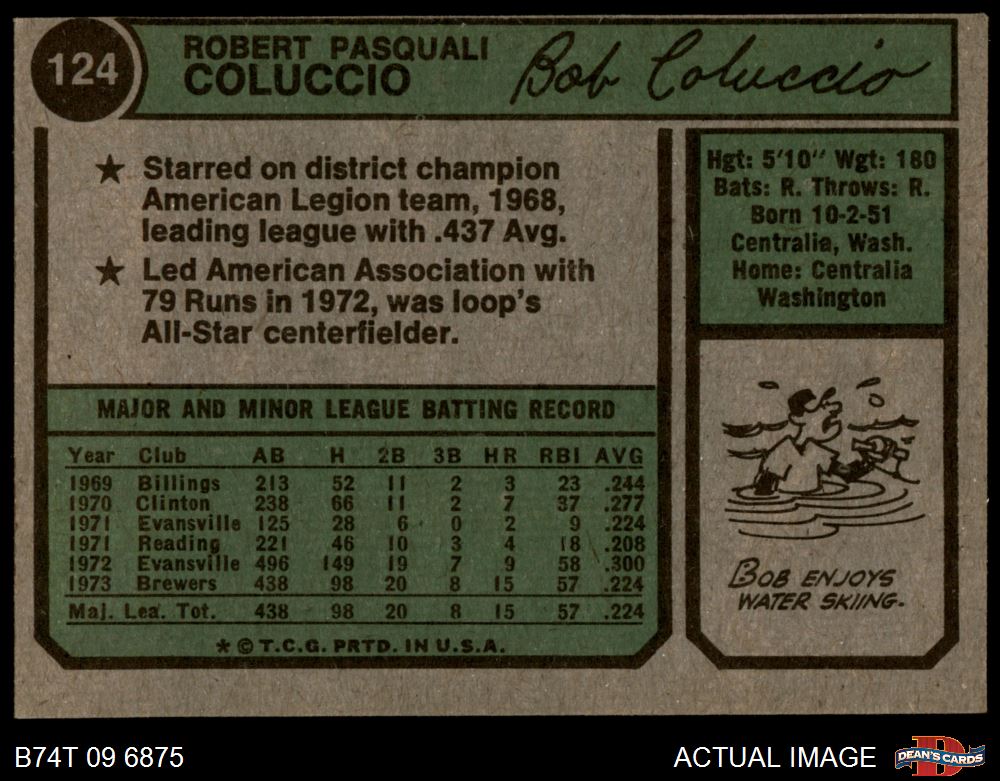 124
ROBERT PASQUALI
COLUCCIO
Bob Coluccio
★ Starred on district champion
American Legion team, 1968,
leading league with .437 Avg.
★ Led American Association with
79 Runs in 1972, was loop's
All-Star centerfielder.
Hgt: 5'10" Wgt: 180
Bats: R. Throws: R.
Born 10-2-51
Centralia, Wash.
Home: Centralia
Washington
MAJOR AND MINOR LEAGUE BATTING RECORD
Year Club AB H 2B 3B HR RBI AVG
1969 Billings 213 52 11 2 3 23 .244
1970 Clinton 238 66 11 2 7 37 .277
1971 Evansville 125 28 6 0 2 9 .224
1971 Reading 221 46 10 3 4 18 .208
1972 Evansville 496 149 19 7 9 58 .300
1973 Brewers 438 98 20 8 15 57 .224
Maj. Lea. Tot. 438 98 20 8 15 57 .224
* © T.C.G. PRTD. IN U.S.A.
BOB ENJOYS
WATER SKIING.
B74T 09 6875
ACTUAL IMAGE
D
DEAN'S CARDS